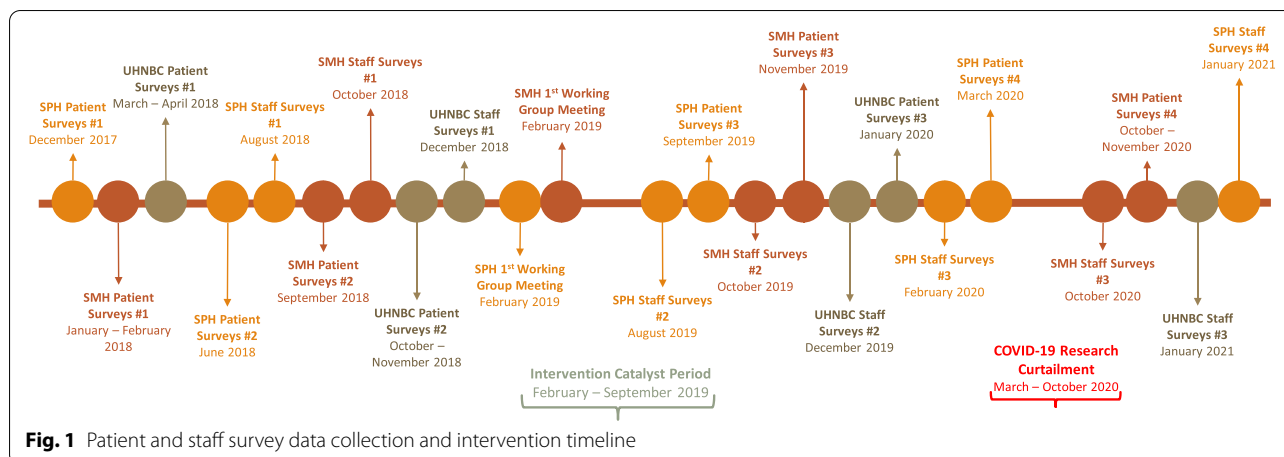 SPH Patient
Surveys #1
December 2017
UHNBC Patient
Surveys #1
March – April 2018
SPH Staff Surveys
#1
August 2018
SMH Staff Surveys
#1
October 2018
UHNBC Staff
Surveys #1
December 2018
SMH 1st Working
Group Meeting
February 2019
SPH Patient
Surveys #3
September 2019
SMH Patient Surveys
#3
November 2019
UHNBC Patient
Surveys #3
January 2020
SPH Patient
Surveys #4
March 2020
SMH Patient
Surveys #4
October –
November 2020
SPH Staff
Surveys #4
January 2021
SMH Patient
Surveys #1
January – February
2018
SPH Patient
Surveys #2
June 2018
SMH Patient
Surveys #2
September 2018
UHNBC Patient
Surveys #2
October –
November 2018
SPH 1st Working
Group Meeting
February 2019
SPH Staff Surveys
#2
August 2019
SMH Staff Surveys
#2
October 2019
UHNBC Staff
Surveys #2
December 2019
SPH Staff Surveys
#3
February 2020
SMH Staff Surveys
#3
October 2020
UHNBC Staff
Surveys #3
January 2021
Intervention Catalyst Period
February – September 2019
COVID-19 Research
Curtailment
March – October 2020
Fig. 1 Patient and staff survey data collection and intervention timeline